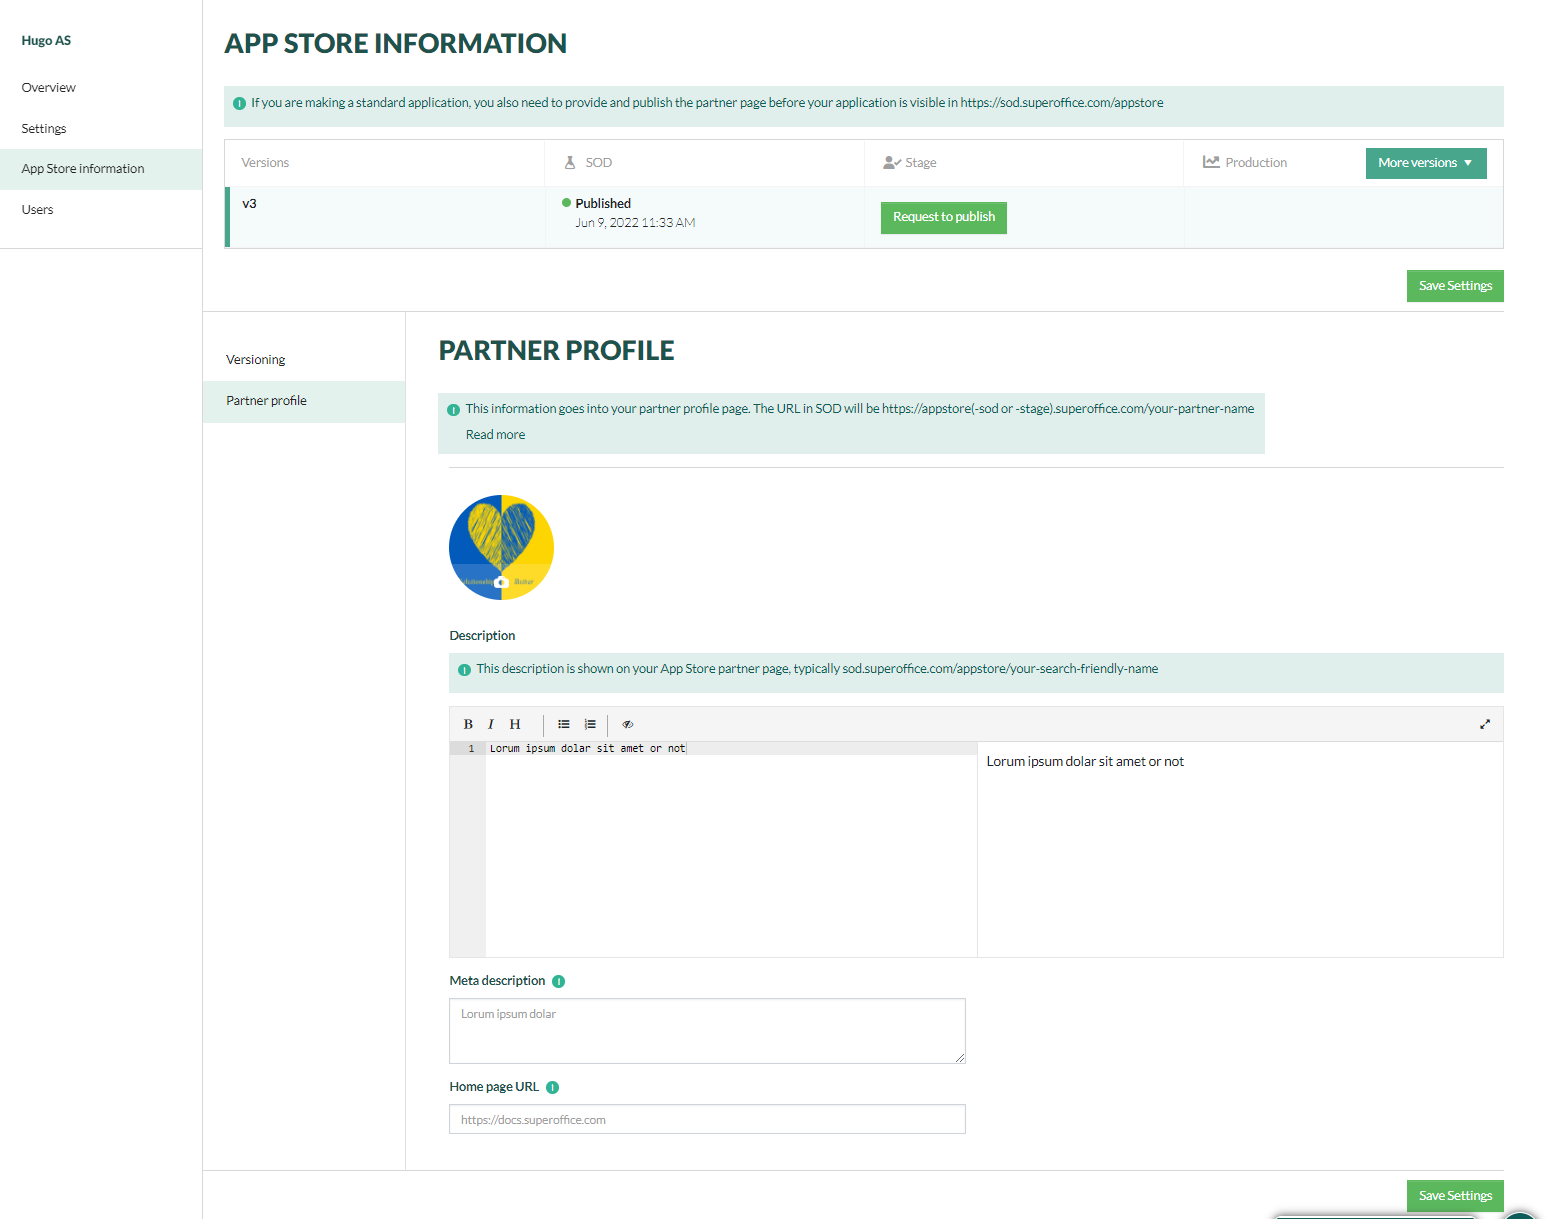 Hugo AS
Overview
Settings
App Store information
Users
APP STORE INFORMATION
If you are making a standard application, you also need to provide and publish the partner page before your application is visible in https://sod.superoffice.com/appstore
Versions SOD Stage Production More versions
v3 Published Request to publish
Jun 9, 2022 11:33 AM
Save Settings
Versioning
Partner profile
PARTNER PROFILE
This information goes into your partner profile page. The URL in SOD will be https://appstore(-sod or -stage).superoffice.com/your-partner-name
Read more
Description
This description is shown on your App Store partner page, typically sod.superoffice.com/appstore/your-search-friendly-name
B I H
1 Lorum ipsum dolar sit amet or not
Lorum ipsum dolar sit amet or not
Meta description
Lorum ipsum dolar
Home page URL
https://docs.superoffice.com
Save Settings